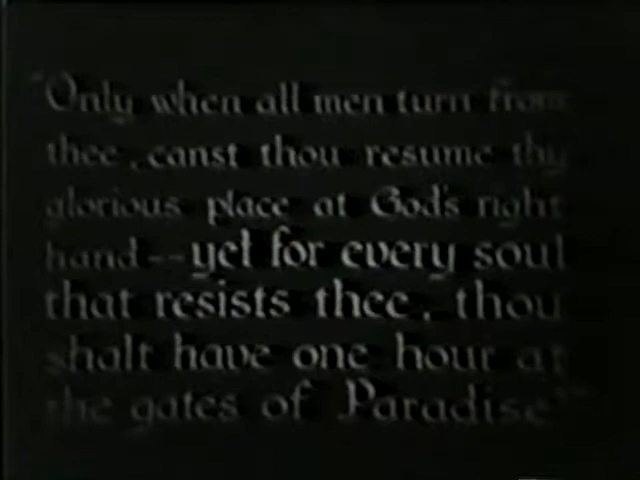 "Only when all men turn from
thee, canst thou resume thy
glorious place at God's right
hand--yet for every soul
that resists thee, thou
shalt have one hour at
the gates of Paradise!"